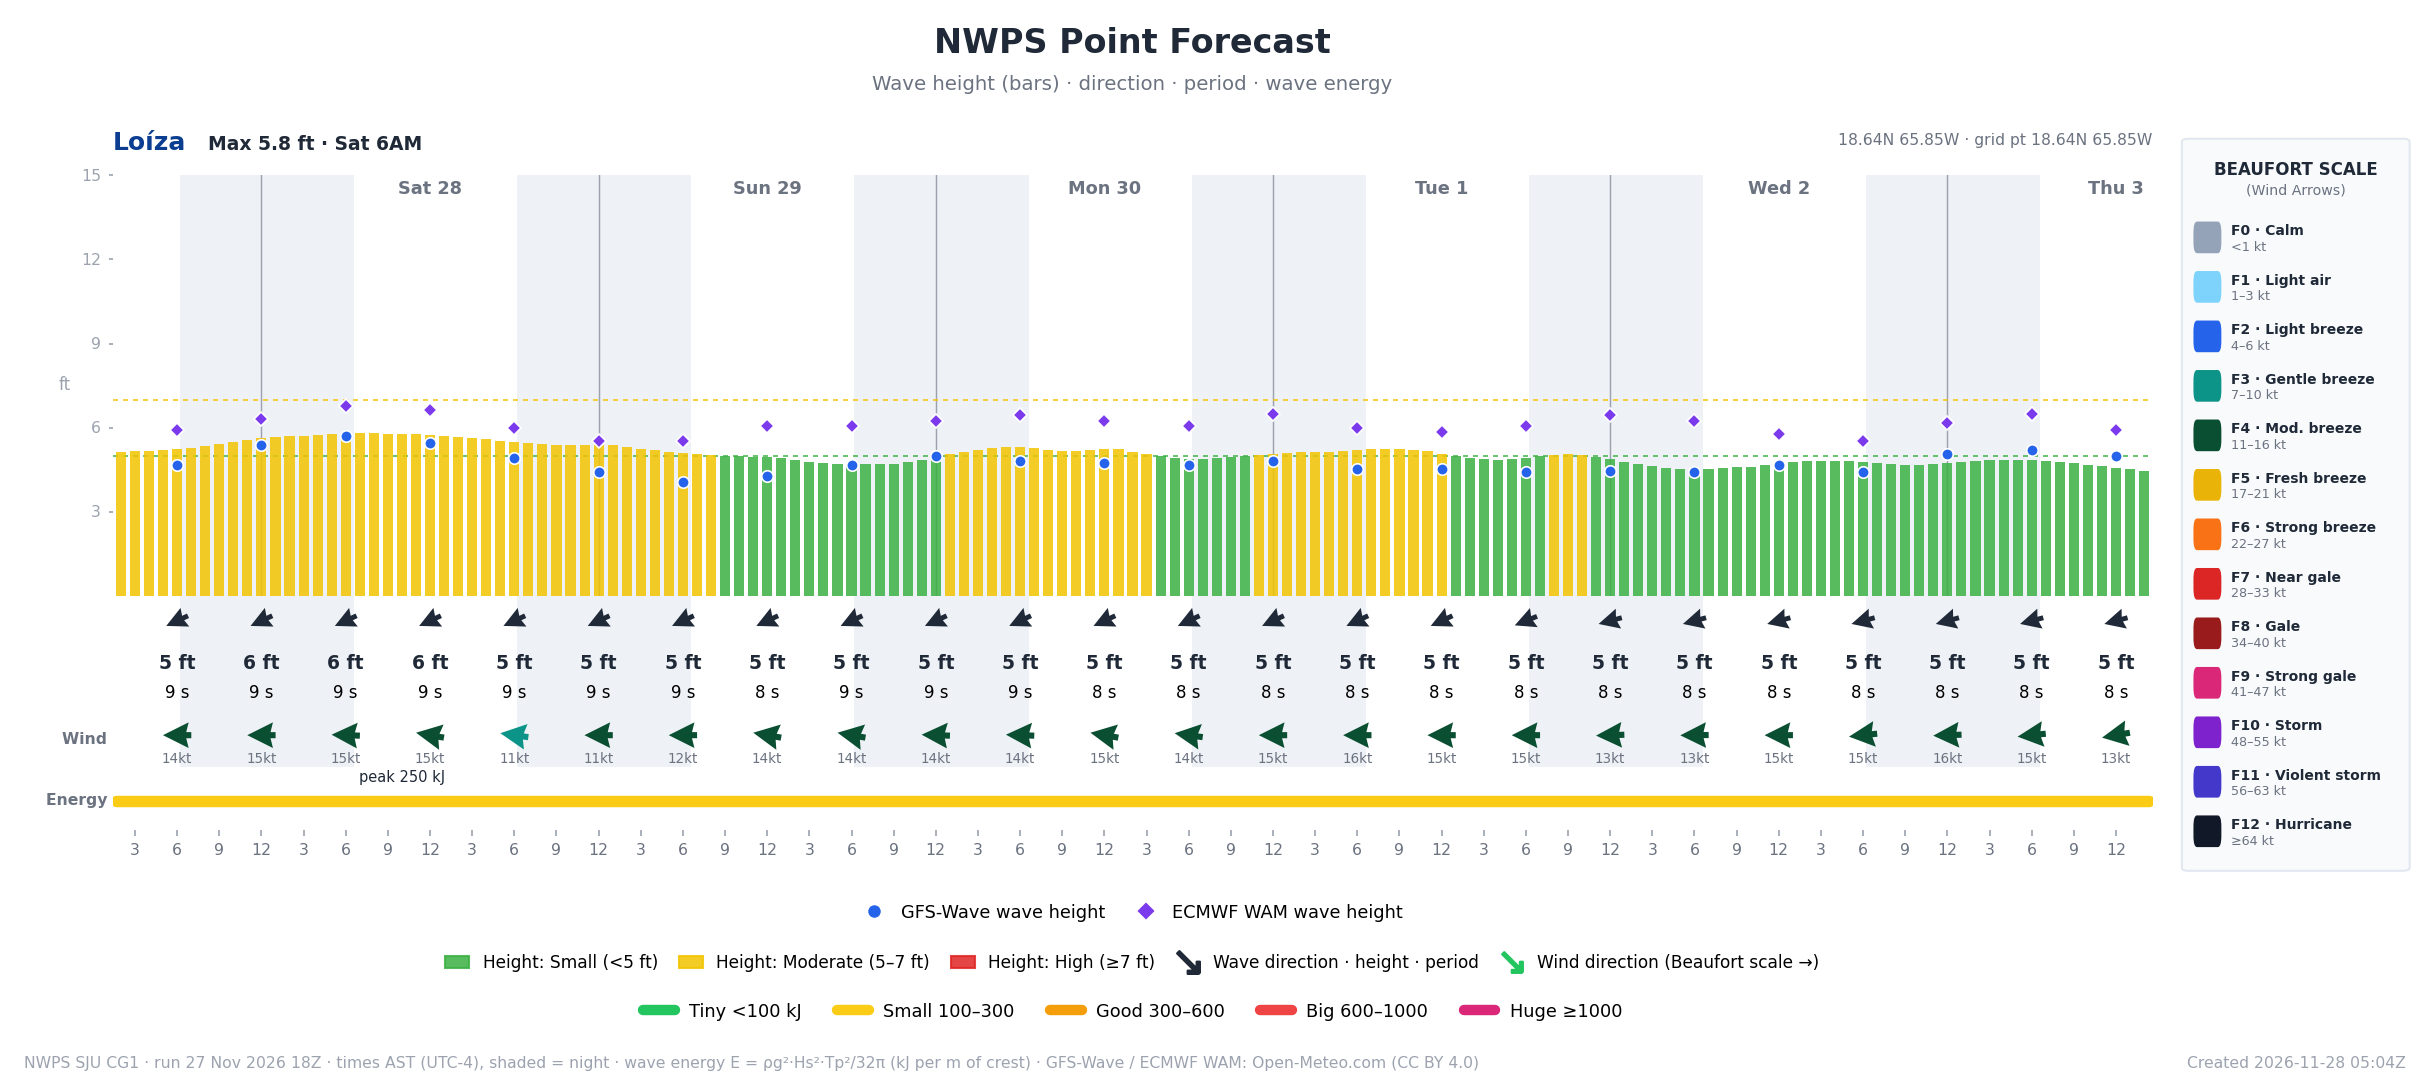 NWPS Point Forecast
Wave height (bars) · direction · period · wave energy
Loíza Max 5.8 ft · Sat 6AM
18.64N 65.85W · grid pt 18.64N 65.85W
15
12
9
ft
6
3
Sat 28 Sun 29 Mon 30 Tue 1 Wed 2 Thu 3
5 ft 6 ft 6 ft 6 ft 5 ft 5 ft 5 ft 5 ft 5 ft 5 ft 5 ft 5 ft 5 ft 5 ft 5 ft 5 ft 5 ft 5 ft 5 ft 5 ft 5 ft 5 ft 5 ft 5 ft
9 s 9 s 9 s 9 s 9 s 9 s 9 s 8 s 9 s 9 s 9 s 8 s 8 s 8 s 8 s 8 s 8 s 8 s 8 s 8 s 8 s 8 s 8 s 8 s
Wind
14kt 15kt 15kt 15kt 11kt 11kt 12kt 14kt 14kt 14kt 14kt 15kt 14kt 15kt 16kt 15kt 15kt 13kt 13kt 15kt 15kt 16kt 15kt 13kt
peak 250 kJ
Energy
3 6 9 12 3 6 9 12 3 6 9 12 3 6 9 12 3 6 9 12 3 6 9 12 3 6 9 12 3 6 9 12 3 6 9 12 3 6 9 12 3 6 9 12 3 6 9 12
BEAUFORT SCALE
(Wind Arrows)
F0 · Calm
<1 kt
F1 · Light air
1–3 kt
F2 · Light breeze
4–6 kt
F3 · Gentle breeze
7–10 kt
F4 · Mod. breeze
11–16 kt
F5 · Fresh breeze
17–21 kt
F6 · Strong breeze
22–27 kt
F7 · Near gale
28–33 kt
F8 · Gale
34–40 kt
F9 · Strong gale
41–47 kt
F10 · Storm
48–55 kt
F11 · Violent storm
56–63 kt
F12 · Hurricane
≥64 kt
GFS-Wave wave height ECMWF WAM wave height
Height: Small (<5 ft) Height: Moderate (5–7 ft) Height: High (≥7 ft) Wave direction · height · period Wind direction (Beaufort scale →)
Tiny <100 kJ Small 100–300 Good 300–600 Big 600–1000 Huge ≥1000
NWPS SJU CG1 · run 27 Nov 2026 18Z · times AST (UTC-4), shaded = night · wave energy E = ρg²·Hs²·Tp²/32π (kJ per m of crest) · GFS-Wave / ECMWF WAM: Open-Meteo.com (CC BY 4.0)
Created 2026-11-28 05:04Z